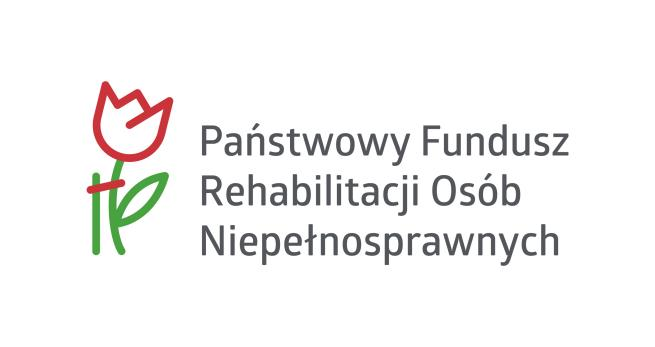 Państwowy Fundusz
Rehabilitacji Osób
Niepełnosprawnych